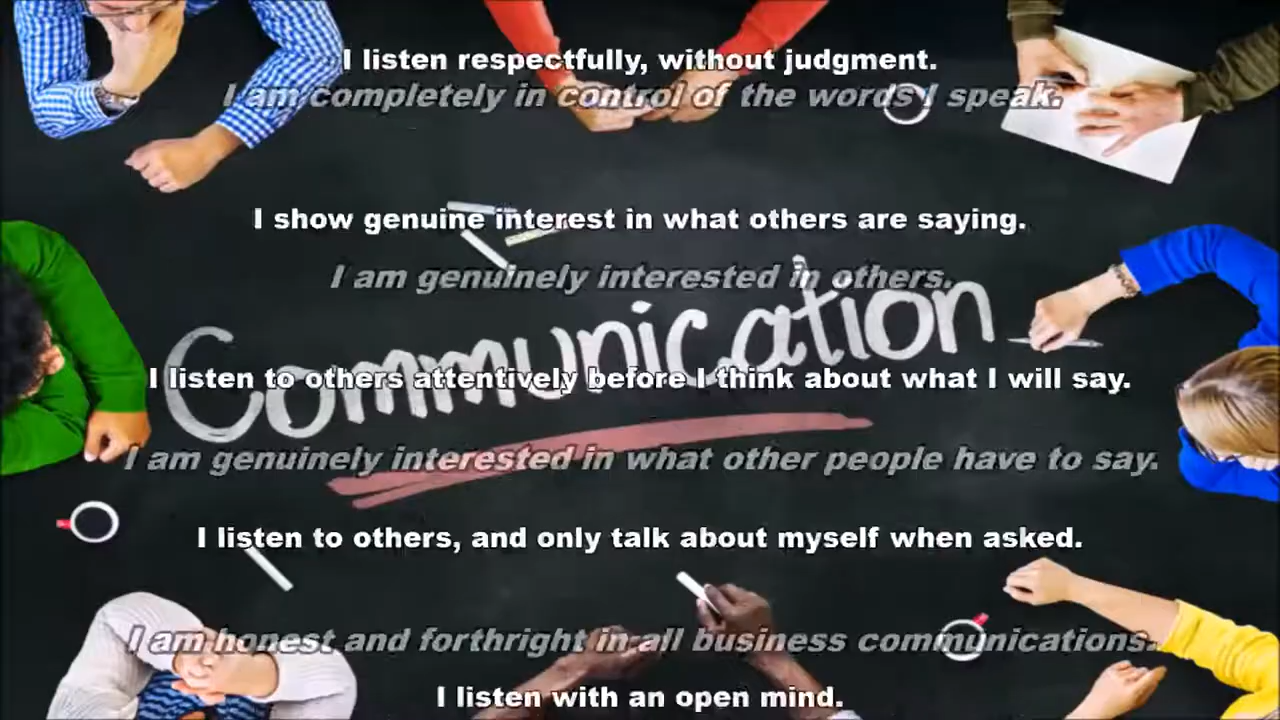 I listen respectfully, without judgment.
I am completely in control of the words I speak.
I show genuine interest in what others are saying.
I am genuinely interested in others.
Communication
I listen to others attentively before I think about what I will say.
I am genuinely interested in what other people have to say.
I listen to others, and only talk about myself when asked.
I am honest and forthright in all business communications.
I listen with an open mind.